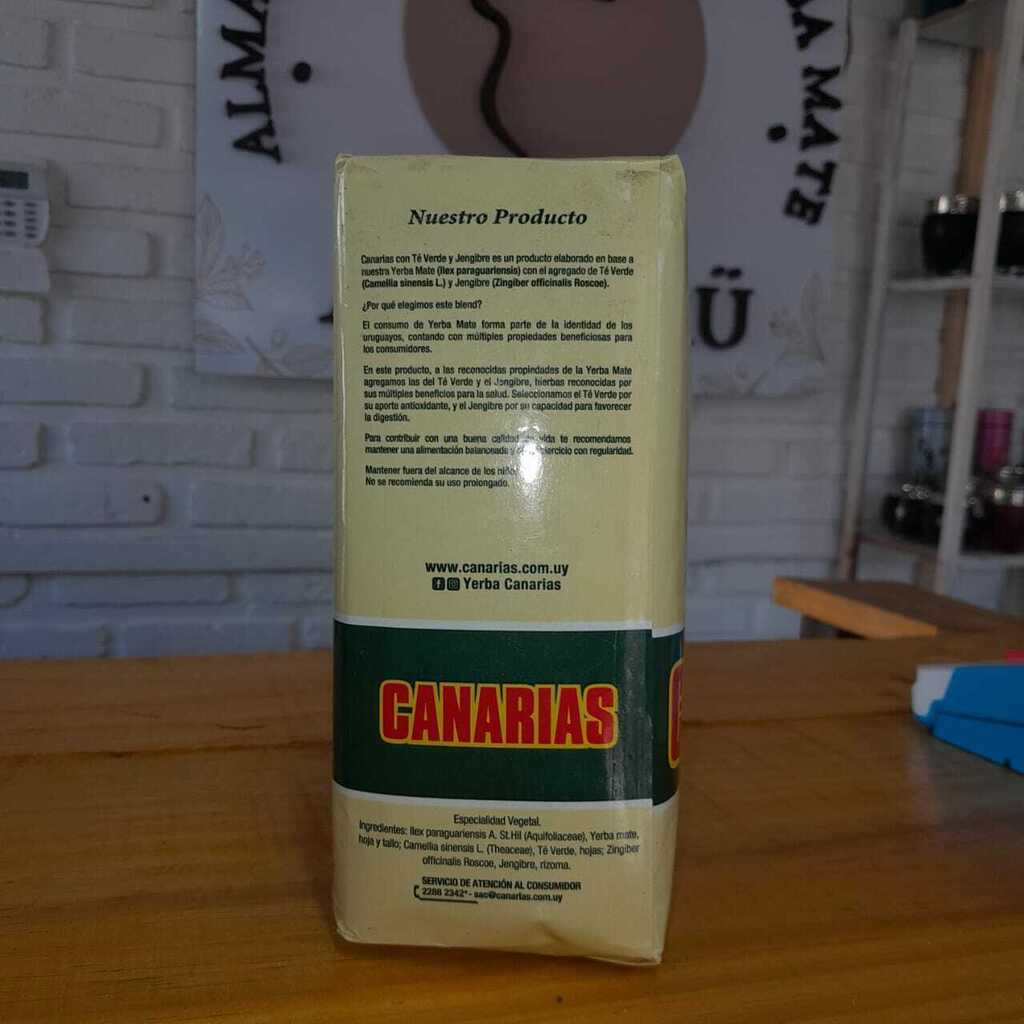 ALMA
BA MATE
Ü
Nuestro Producto
Canarias con Té Verde y Jengibre es un producto elaborado en base a
nuestra Yerba Mate (Ilex paraguariensis) con el agregado de Té Verde
(Camellia sinensis L.) y Jengibre (Zingiber officinalis Roscoe).
¿Por qué elegimos este blend?
El consumo de Yerba Mate forma parte de la identidad de los
uruguayos, contando con múltiples propiedades beneficiosas para
los consumidores.
En este producto, a las reconocidas propiedades de la Yerba Mate
agregamos las del Té Verde y el Jengibre, hierbas reconocidas por
sus múltiples beneficios para la salud. Seleccionamos el Té Verde por
su aporte antioxidante, y el Jengibre por su capacidad para favorecer
la digestión.
Para contribuir con una buena calidad de vida te recomendamos
mantener una alimentación balanceada y ejercicio con regularidad.
Mantener fuera del alcance de los niño
No se recomienda su uso prolongado.
www.canarias.com.uy
Yerba Canarias
CANARIAS
Especialidad Vegetal.
Ingredientes: Ilex paraguariensis A. St.Hil (Aquifoliaceae), Yerba mate,
hoja y tallo; Camellia sinensis L. (Theaceae), Té Verde, hojas; Zingiber
officinalis Roscoe, Jengibre, rizoma.
SERVICIO DE ATENCIÓN AL CONSUMIDOR
2288 2342* - sac@canarias.com.uy